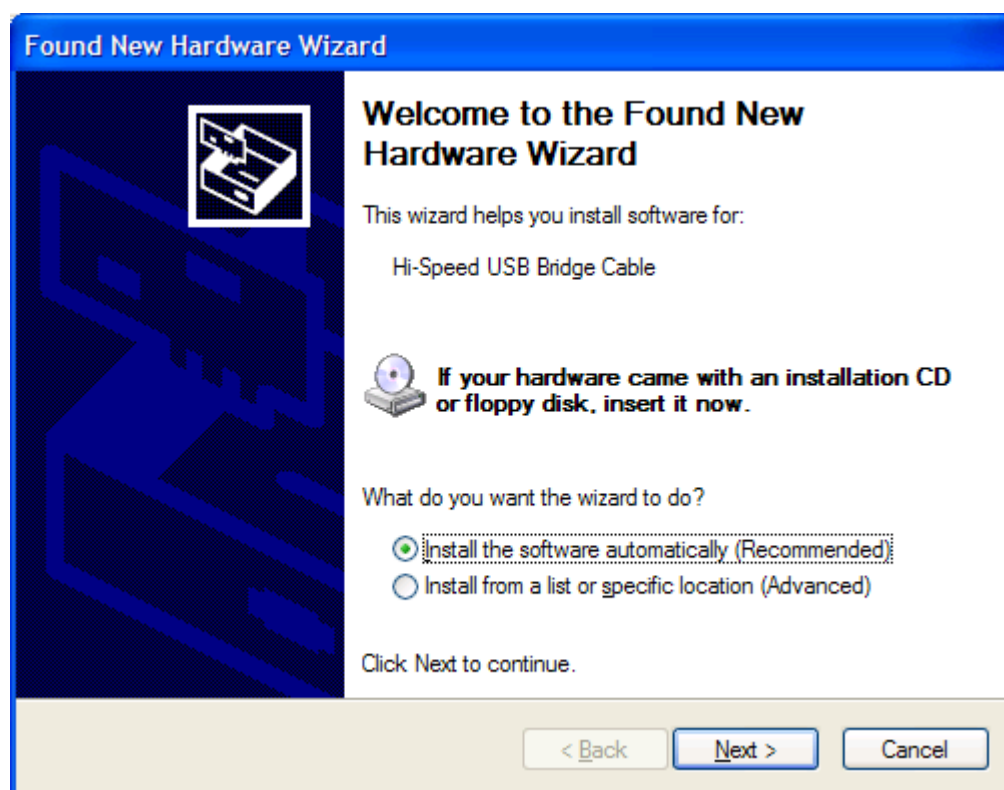 Found New Hardware Wizard
Welcome to the Found New
Hardware Wizard
This wizard helps you install software for:
Hi-Speed USB Bridge Cable
If your hardware came with an installation CD
or floppy disk, insert it now.
What do you want the wizard to do?
Install the software automatically (Recommended)
Install from a list or specific location (Advanced)
Click Next to continue.
< Back
Next >
Cancel